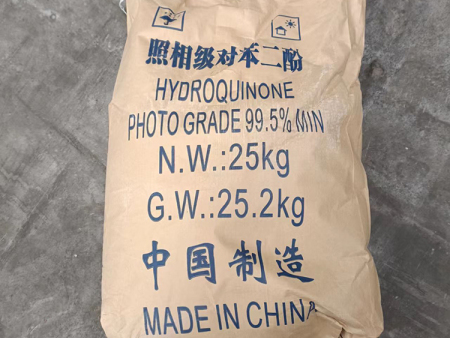 照相级对苯二酚
HYDROQUINONE
PHOTO GRADE 99.5% MIN
N.W.:25kg
G.W.:25.2kg
中国制造
MADE IN CHINA